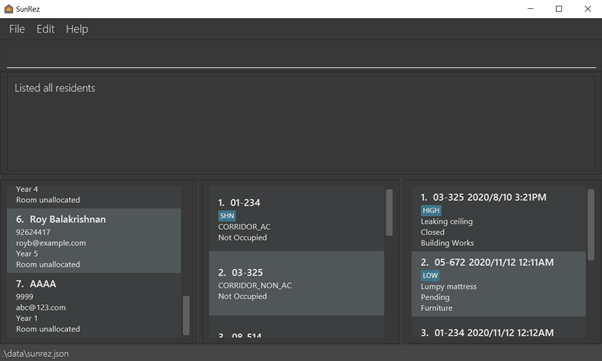 SunRez
File Edit Help
Listed all residents
Year 4
Room unallocated
6. Roy Balakrishnan
92624417
royb@example.com
Year 5
Room unallocated
7. AAAA
9999
abc@123.com
Year 1
Room unallocated
1. 01-234
SHN
CORRIDOR_AC
Not Occupied
2. 03-325
CORRIDOR_NON_AC
Not Occupied
3. 08-514
1. 03-325 2020/8/10 3:21PM
HIGH
Leaking ceiling
Closed
Building Works
2. 05-672 2020/11/12 12:11AM
LOW
Lumpy mattress
Pending
Furniture
3. 01-234 2020/11/12 12:12AM
.\data\sunrez.json